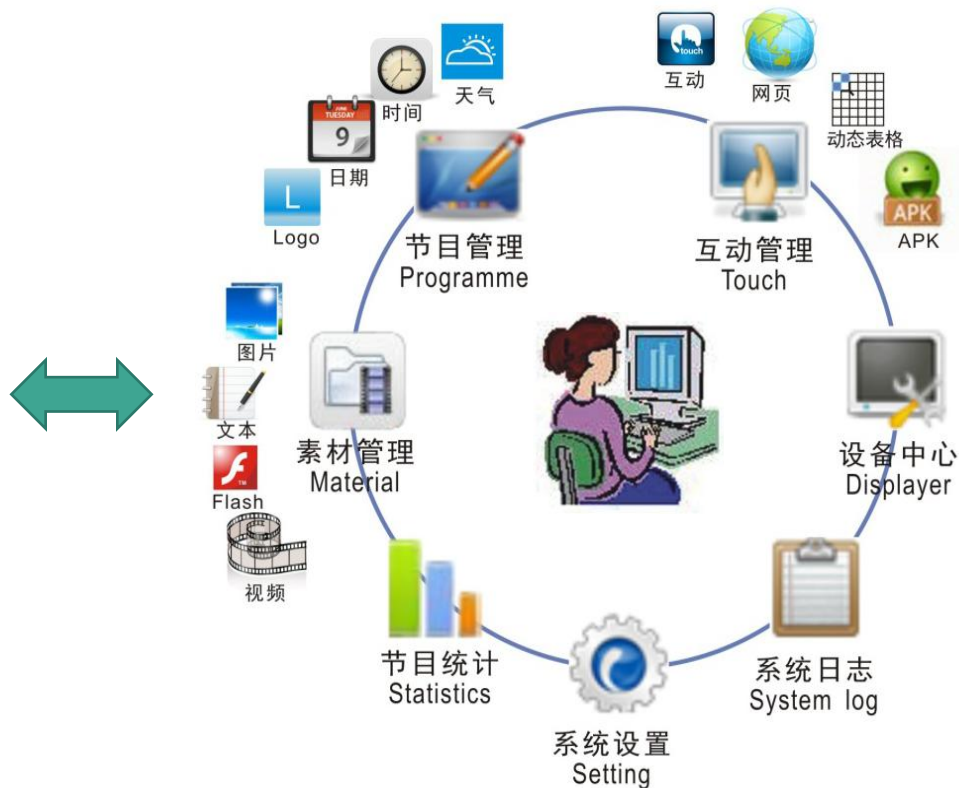 天气
时间
JUNE
TUESDAY
9
日期
L
Logo
节目管理
Programme
touch
互动
网页
动态表格
APK
APK
互动管理
Touch
图片
文本
Flash
视频
素材管理
Material
设备中心
Displayer
节目统计
Statistics
系统设置
Setting
系统日志
System log